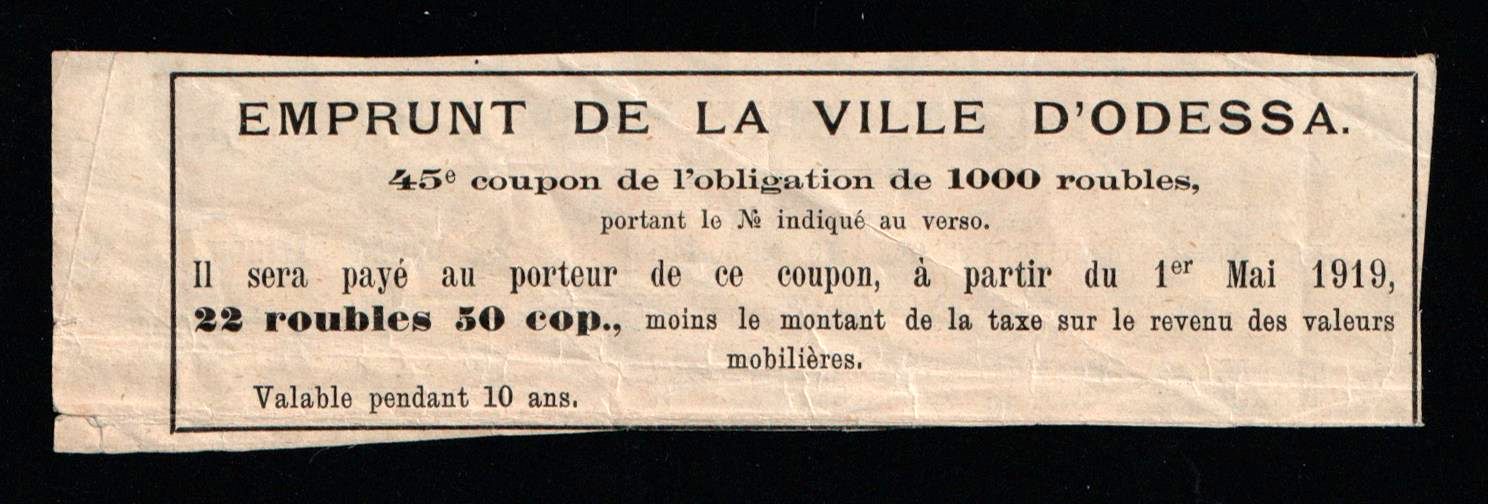 EMPRUNT DE LA VILLE D'ODESSA.
45e coupon de l'obligation de 1000 roubles,
portant le № indiqué au verso.
Il sera payé au porteur de ce coupon, à partir du 1er Mai 1919,
22 roubles 50 cop., moins le montant de la taxe sur le revenu des valeurs
mobilières.
Valable pendant 10 ans.